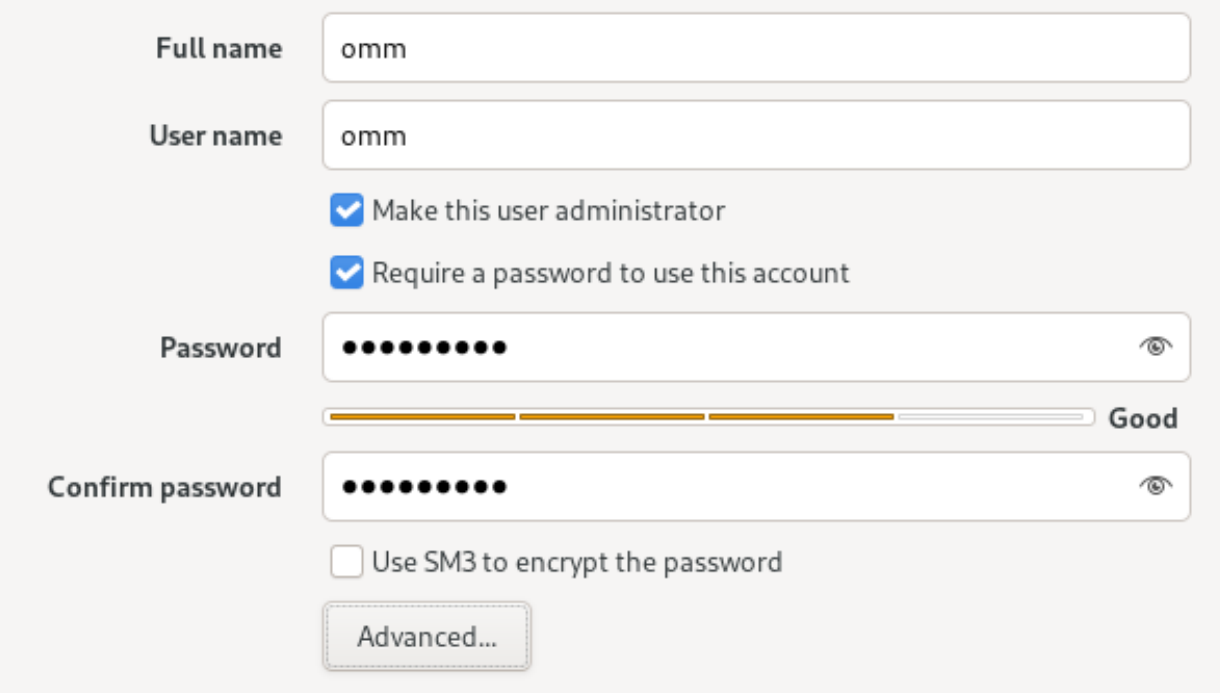 Full name omm
User name omm
Make this user administrator
Require a password to use this account
Password •••••••••
Good
Confirm password •••••••••
Use SM3 to encrypt the password
Advanced...